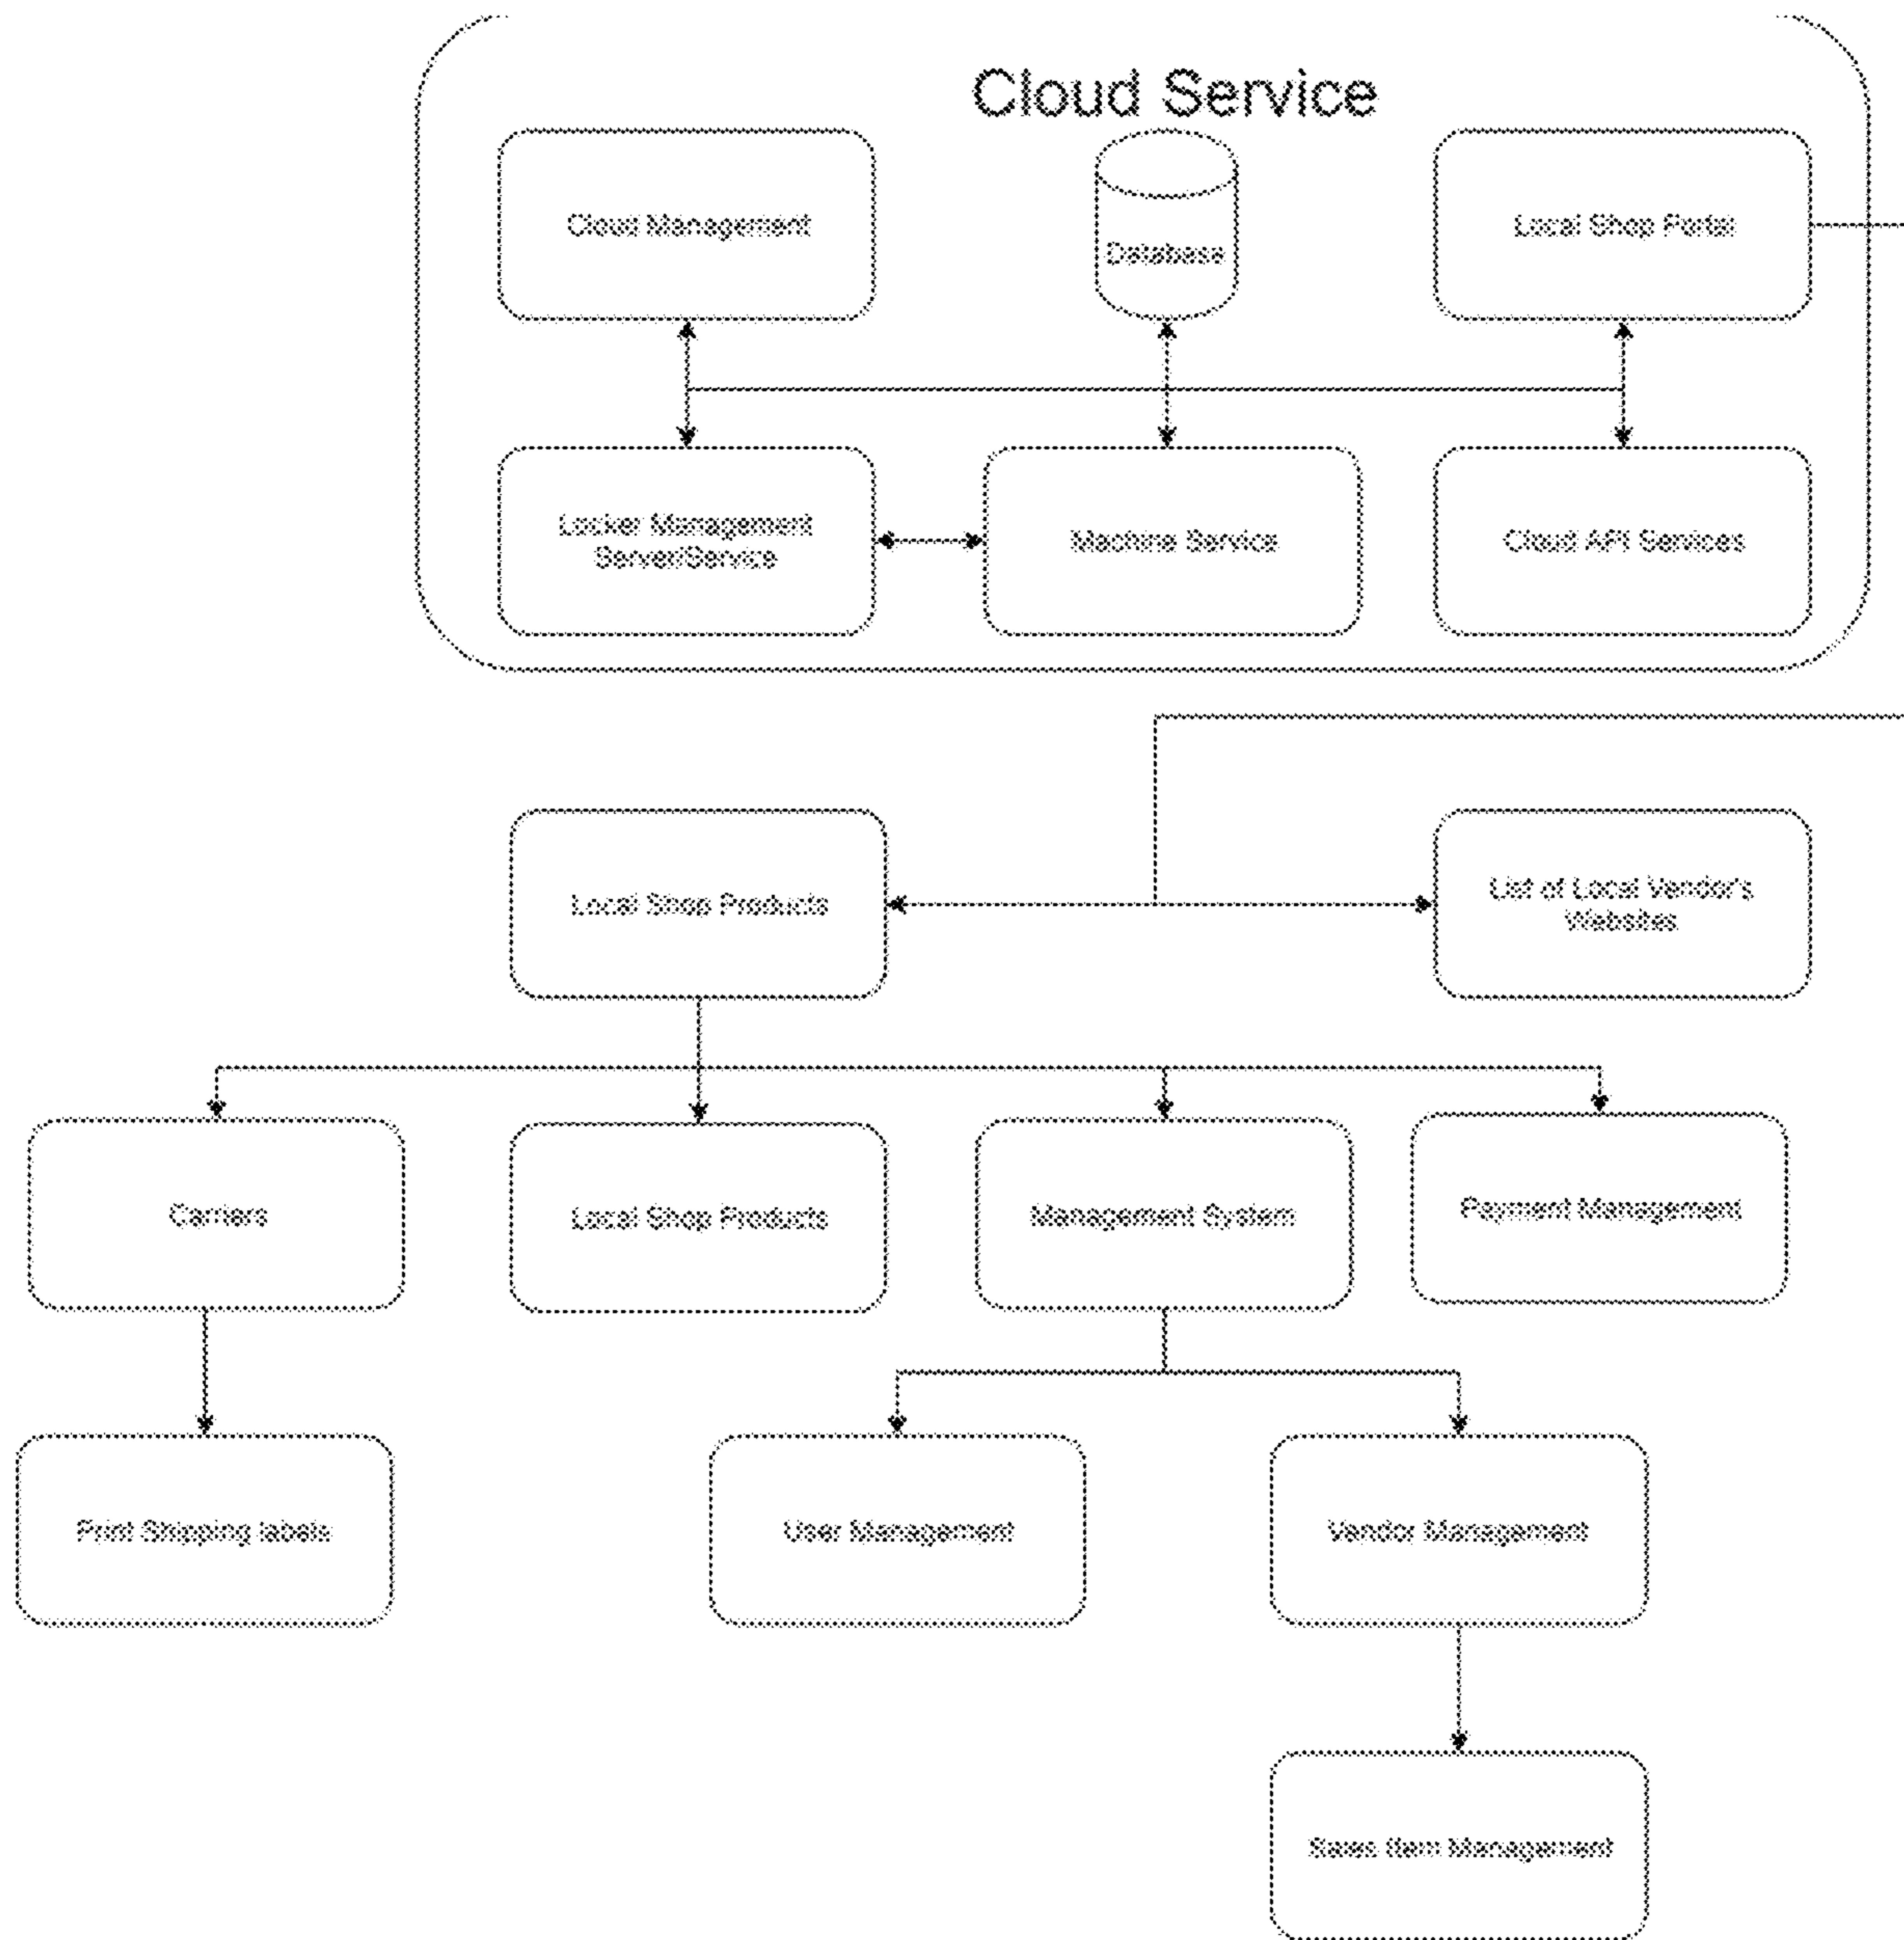 Cloud Service
Cloud Management
Database
Local Shop Portal
Locker Management
Server/Service
Machine Service
Cloud API Services
Local Shop Products
List of Local Vendor's
Websites
Carriers
Local Shop Products
Management System
Payment Management
Print Shipping labels
User Management
Vendor Management
Sales Item Management